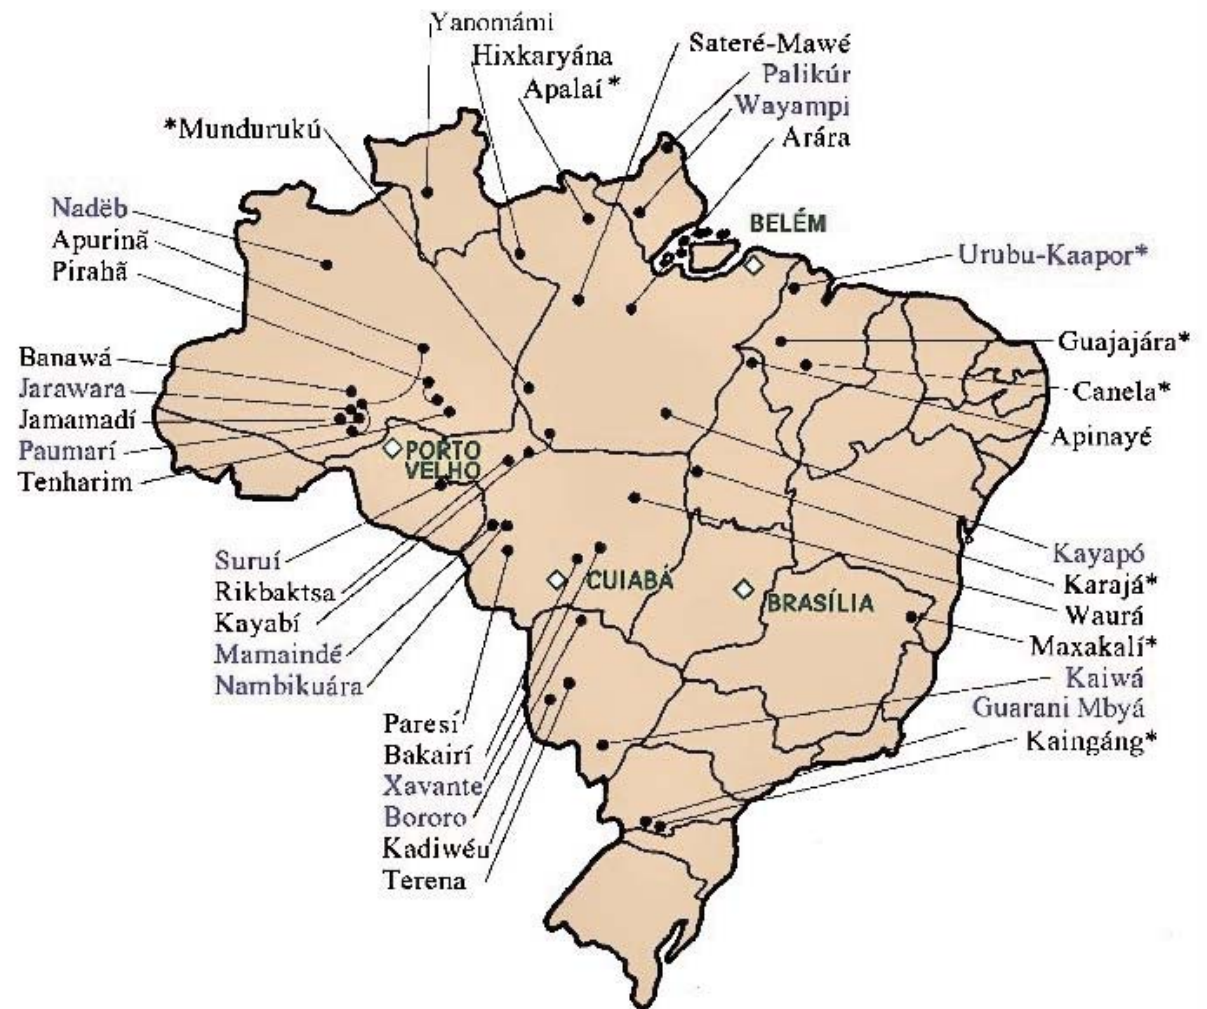 Yanomámi
Hixkaryána
Apalaí *
*Mundurukú
Sateré-Mawé
Palikúr
Wayampi
Arára
Nadëb
Apurinã
Pirahã
BELÉM
Urubu-Kaapor*
Guajajára*
Canela*
Apinayé
Banawá
Jarawara
Jamamadí
Paumarí
Tenharim
PORTO
VELHO
Suruí
Rikbaktsa
Kayabí
Mamaindé
Nambikuára
CUIABÁ
BRASÍLIA
Kayapó
Karajá*
Waurá
Maxakalí*
Kaiwá
Guarani Mbyá
Kaingáng*
Paresí
Bakairí
Xavante
Bororo
Kadiwéu
Terena